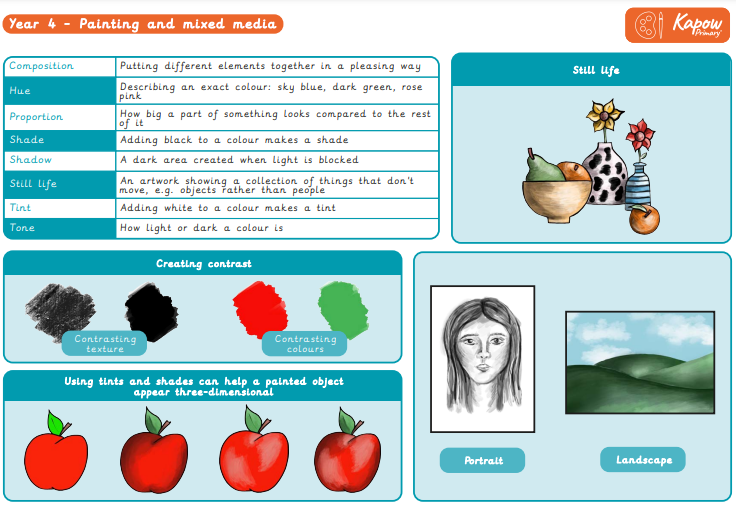 Year 4 - Painting and mixed media
Kapow
Primary
Composition
Putting different elements together in a pleasing way
Hue
Describing an exact colour: sky blue, dark green, rose
pink
Proportion
How big a part of something looks compared to the rest
of it
Shade
Adding black to a colour makes a shade
Shadow
A dark area created when light is blocked
Still life
An artwork showing a collection of things that don't
move, e.g. objects rather than people
Tint
Adding white to a colour makes a tint
Tone
How light or dark a colour is
Still life
Creating contrast
Contrasting
texture
Contrasting
colours
Using tints and shades can help a painted object
appear three-dimensional
Portrait
Landscape